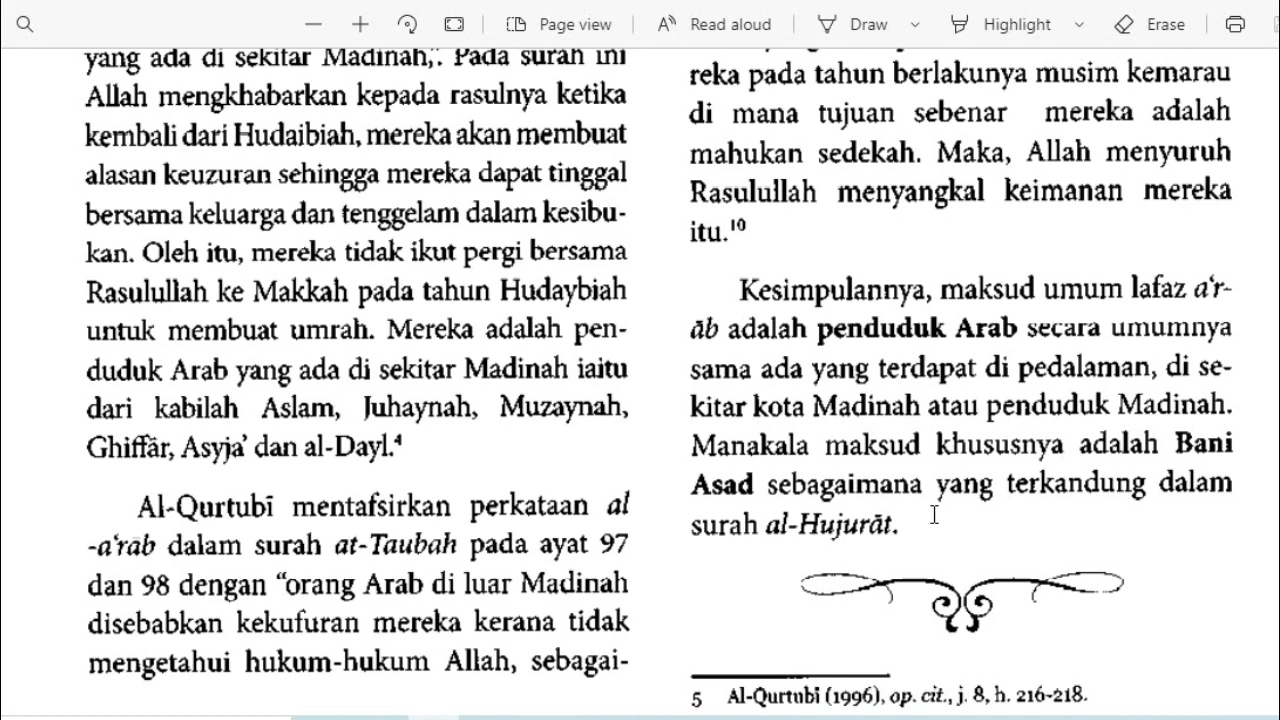 Page view
Read aloud
Draw
Highlight
Erase
yang ada di sekitar Madinah,. Pada surah ini
Allah mengkhabarkan kepada rasulnya ketika
kembali dari Hudaibiah, mereka akan membuat
alasan keuzuran sehingga mereka dapat tinggal
bersama keluarga dan tenggelam dalam kesibu-
kan. Oleh itu, mereka tidak ikut pergi bersama
Rasulullah ke Makkah pada tahun Hudaybiah
untuk membuat umrah. Mereka adalah pen-
duduk Arab yang ada di sekitar Madinah iaitu
dari kabilah Aslam, Juhaynah, Muzaynah,
Ghiffār, Asyja’ dan al-Dayl.⁴
Al-Qurtubī mentafsirkan perkataan al
-a‘rāb dalam surah at-Taubah pada ayat 97
dan 98 dengan “orang Arab di luar Madinah
disebabkan kekufuran mereka kerana tidak
mengetahui hukum-hukum Allah, sebagai-
reka pada tahun berlakunya musim kemarau
di mana tujuan sebenar mereka adalah
mahukan sedekah. Maka, Allah menyuruh
Rasulullah menyangkal keimanan mereka
itu.¹⁰
Kesimpulannya, maksud umum lafaz a‘r-
āb adalah penduduk Arab secara umumnya
sama ada yang terdapat di pedalaman, di se-
kitar kota Madinah atau penduduk Madinah.
Manakala maksud khususnya adalah Bani
Asad sebagaimana yang terkandung dalam
surah al-Hujurāt.
5 Al-Qurtubī (1996), op. cit., j. 8, h. 216-218.